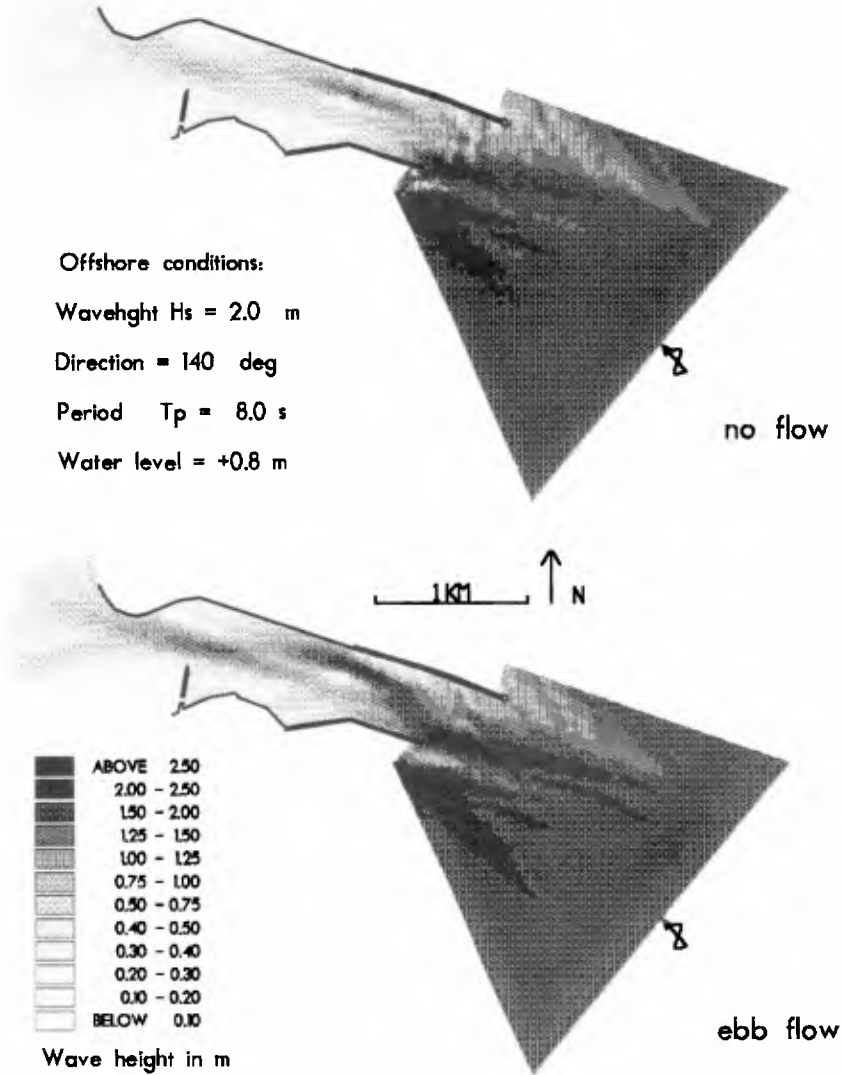 Offshore conditions:
Wavehght Hs = 2.0 m
Direction = 140 deg
Period Tp = 8.0 s
Water level = +0.8 m
no flow
1 KM
N
ABOVE 2.50
2.00 - 2.50
1.50 - 2.00
1.25 - 1.50
1.00 - 1.25
0.75 - 1.00
0.50 - 0.75
0.40 - 0.50
0.30 - 0.40
0.20 - 0.30
0.10 - 0.20
BELOW 0.10
Wave height in m
ebb flow